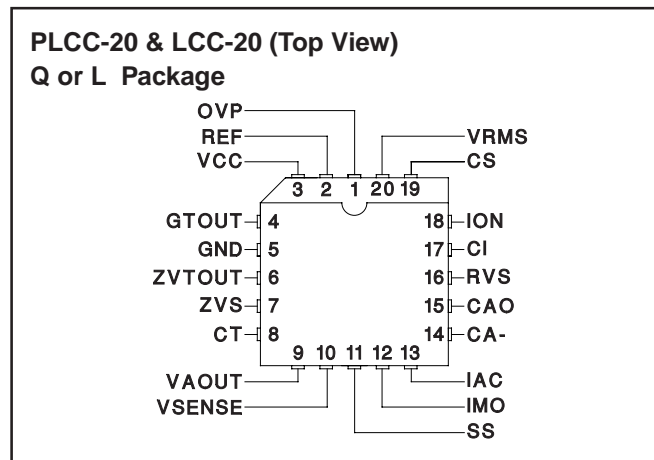 PLCC-20 & LCC-20 (Top View)
Q or L Package
OVP
REF
VRMS
VCC
CS
3 2 1 20 19
GTOUT 4
18 ION
GND 5
17 CI
ZVTOUT 6
16 RVS
ZVS 7
15 CAO
CT 8
14 CA-
9 10 11 12 13
VAOUT
IAC
VSENSE
IMO
SS